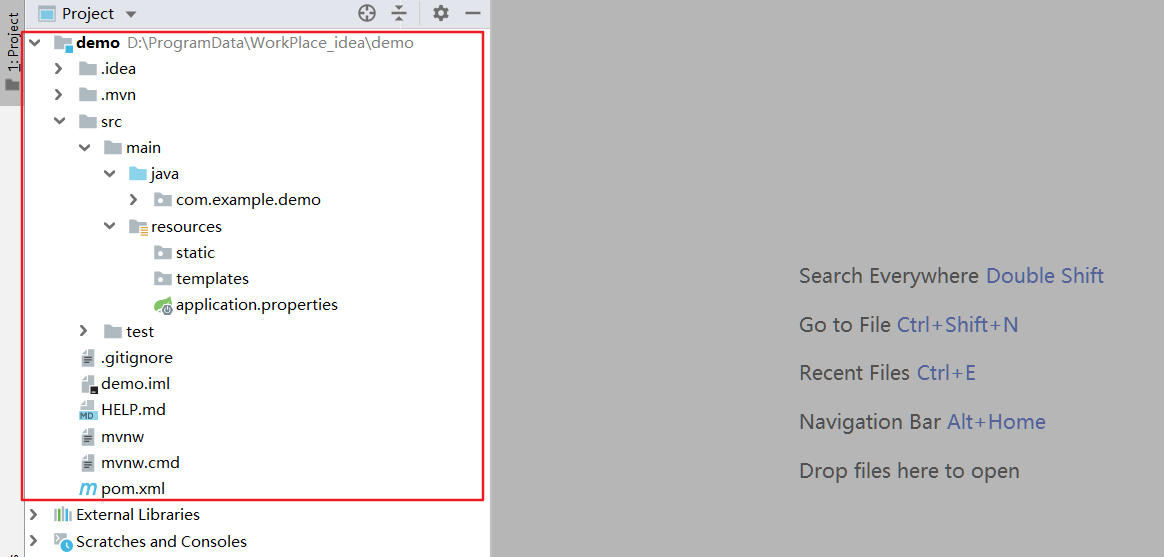 Project
1: Project
demo D:\ProgramData\WorkPlace_idea\demo
.idea
.mvn
src
main
java
com.example.demo
resources
static
templates
application.properties
test
.gitignore
demo.iml
HELP.md
MD
mvnw
mvnw.cmd
pom.xml
External Libraries
Scratches and Consoles
Search Everywhere Double Shift
Go to File Ctrl+Shift+N
Recent Files Ctrl+E
Navigation Bar Alt+Home
Drop files here to open